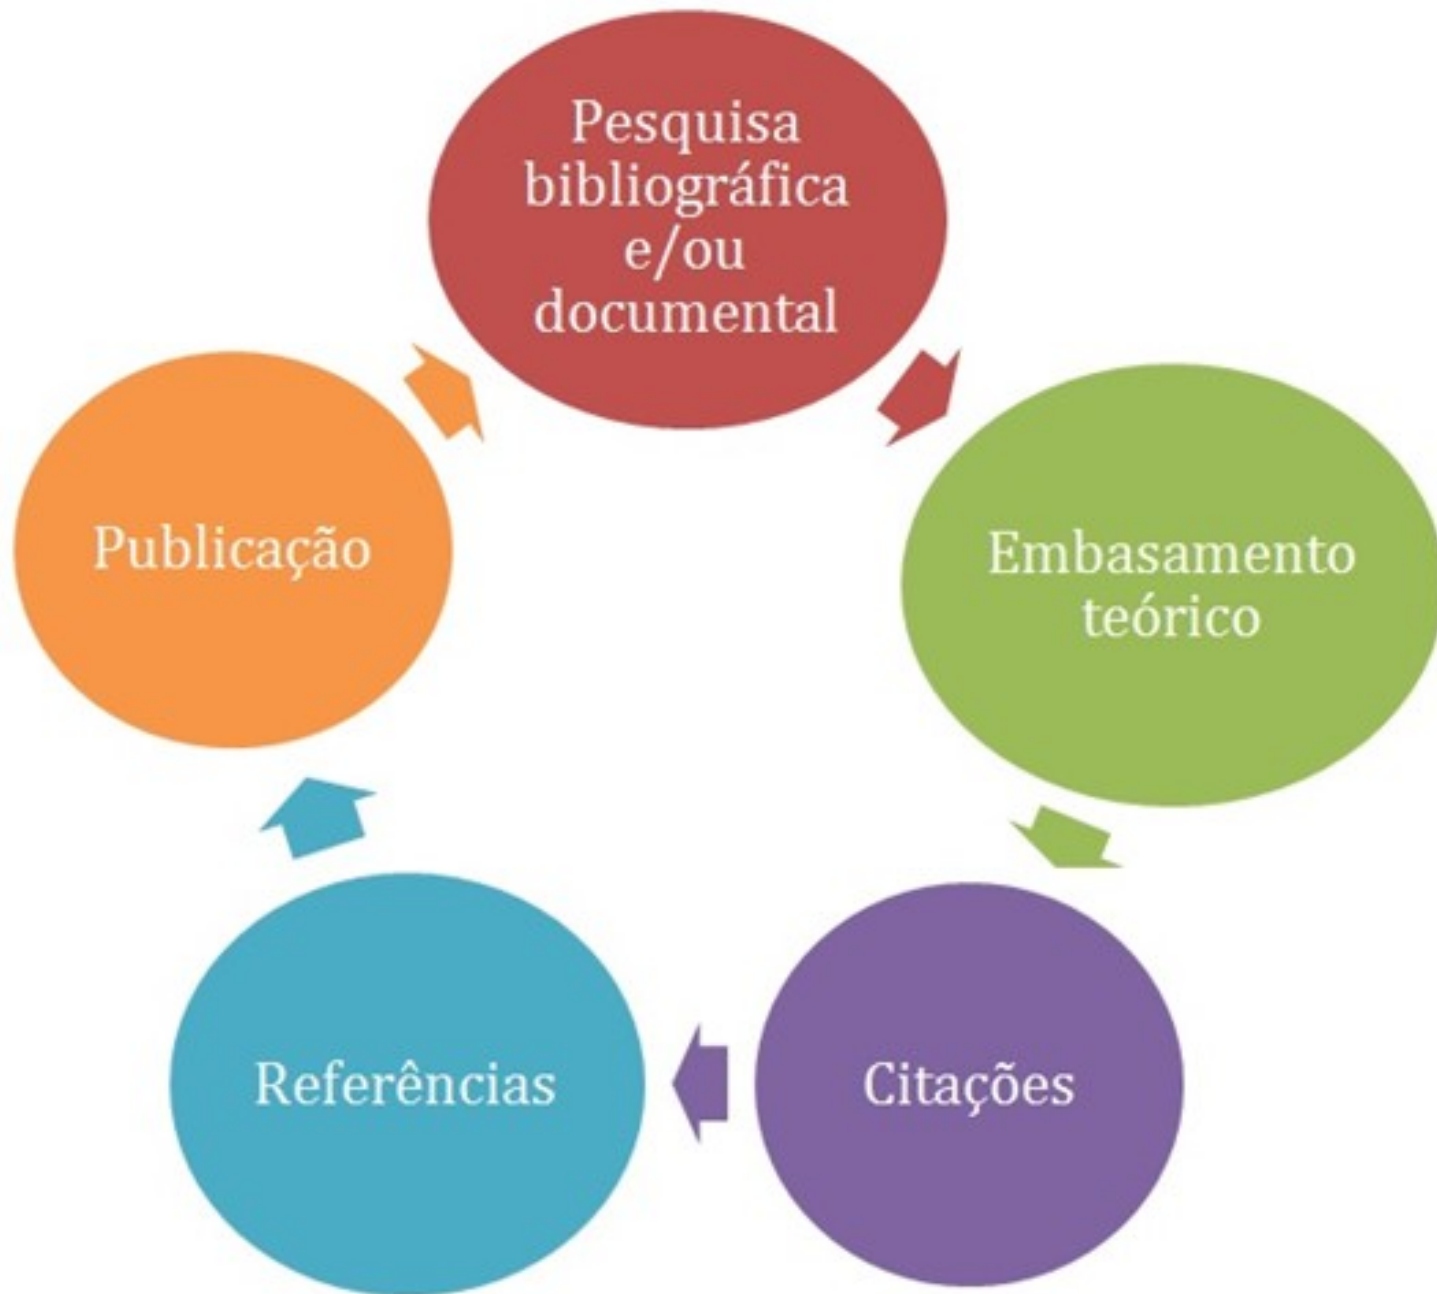 Pesquisa
bibliográfica
e/ou
documental
Embasamento
teórico
Citações
Referências
Publicação